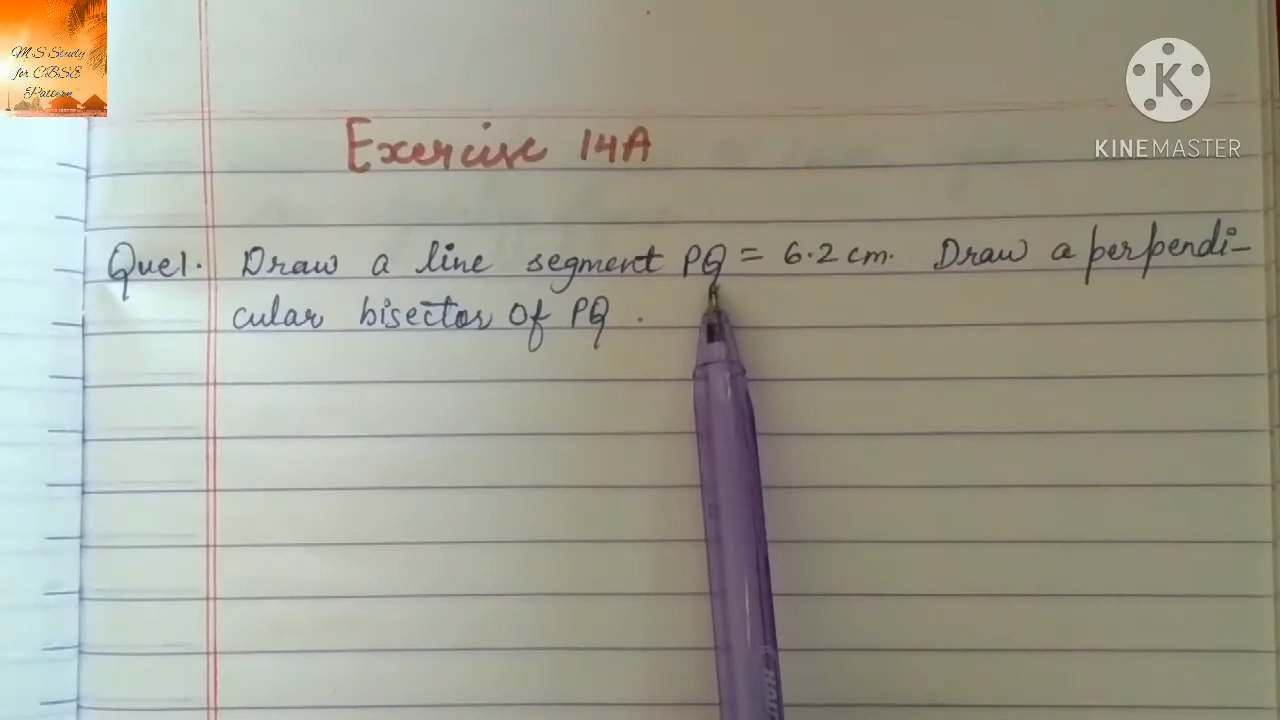 M S Study
for CBSE
Pattern
K
KINEMASTER
Exercise 14A
Que1. Draw a line segment PQ = 6.2 cm. Draw a perpendi-
cular bisector of PQ.